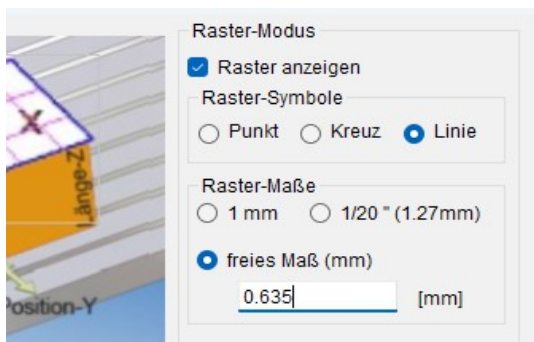 Raster-Modus
Raster anzeigen
Raster-Symbole
Punkt Kreuz Linie
X
Länge-Z
Raster-Maße
1 mm 1/20 " (1.27mm)
freies Maß (mm)
0.635 [mm]
Position-Y